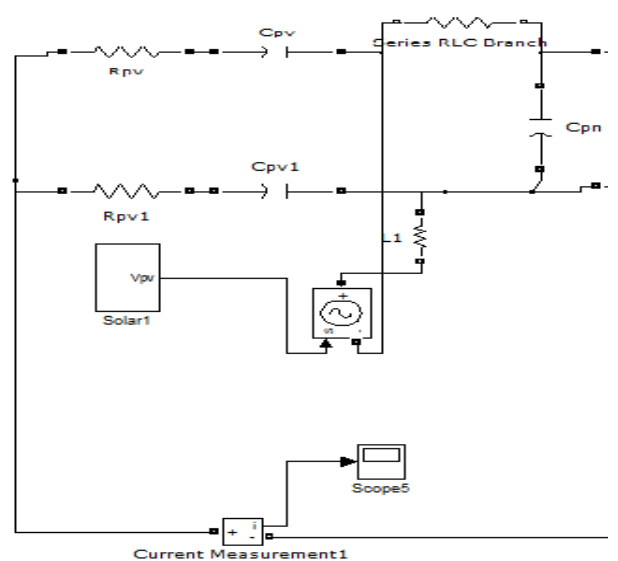 Cpv
Series RLC Branch
Rpv
Cpn
Cpv1
Rpv1
L1
Vpv
Solar1
+
s -
Scope5
+ i
-
Current Measurement1